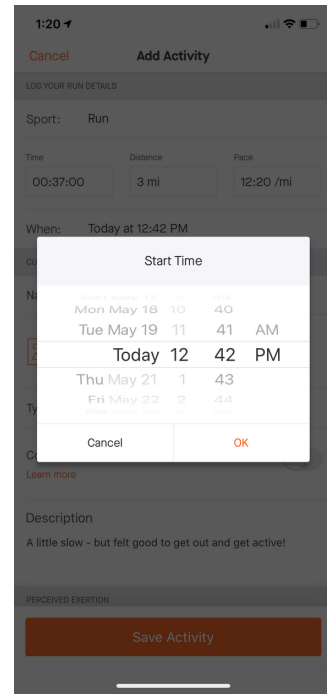 1:20
Cancel Add Activity
LOG YOUR RUN DETAILS
Sport: Run
Time Distance Pace
00:37:00 3 mi 12:20 /mi
When: Today at 12:42 PM
Start Time
Mon May 18 10 40
Tue May 19 11 41 AM
Today 12 42 PM
Thu May 21 1 43
Fri May 22 2 44
Cancel OK
Learn more
Description
A little slow - but felt good to get out and get active!
PERCEIVED EXERTION
Save Activity